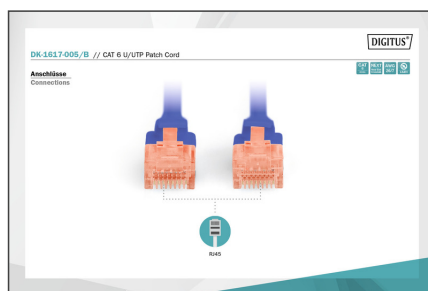 DIGITUS®
DK-1617-005/B // CAT 6 U/UTP Patch Cord
Anschlüsse
Connections
RJ45